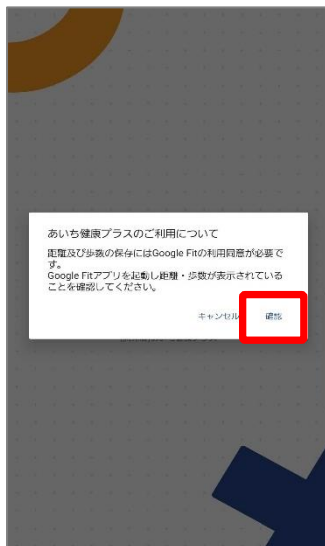 あいち健康プラスのご利用について
距離及び歩数の保存にはGoogle Fitの利用同意が必要で
す。
Google Fitアプリを起動し距離・歩数が表示されている
ことを確認してください。
キャンセル 確認